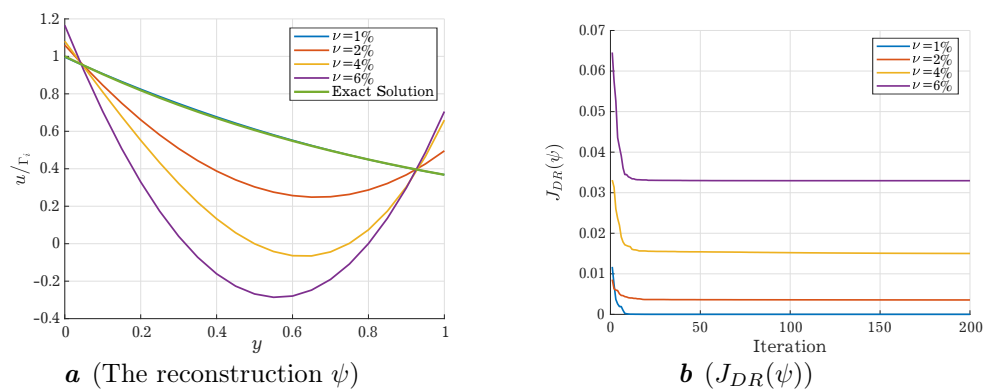 1.2
1
0.8
0.6
0.4
0.2
0
−0.2
−0.4
0 0.2 0.4 0.6 0.8 1
u/Γi
y
ν=1%
ν=2%
ν=4%
ν=6%
Exact Solution
a (The reconstruction ψ)
0.07
0.06
0.05
0.04
0.03
0.02
0.01
0
0 50 100 150 200
J_DR(ψ)
Iteration
ν=1%
ν=2%
ν=4%
ν=6%
b (J_DR(ψ))